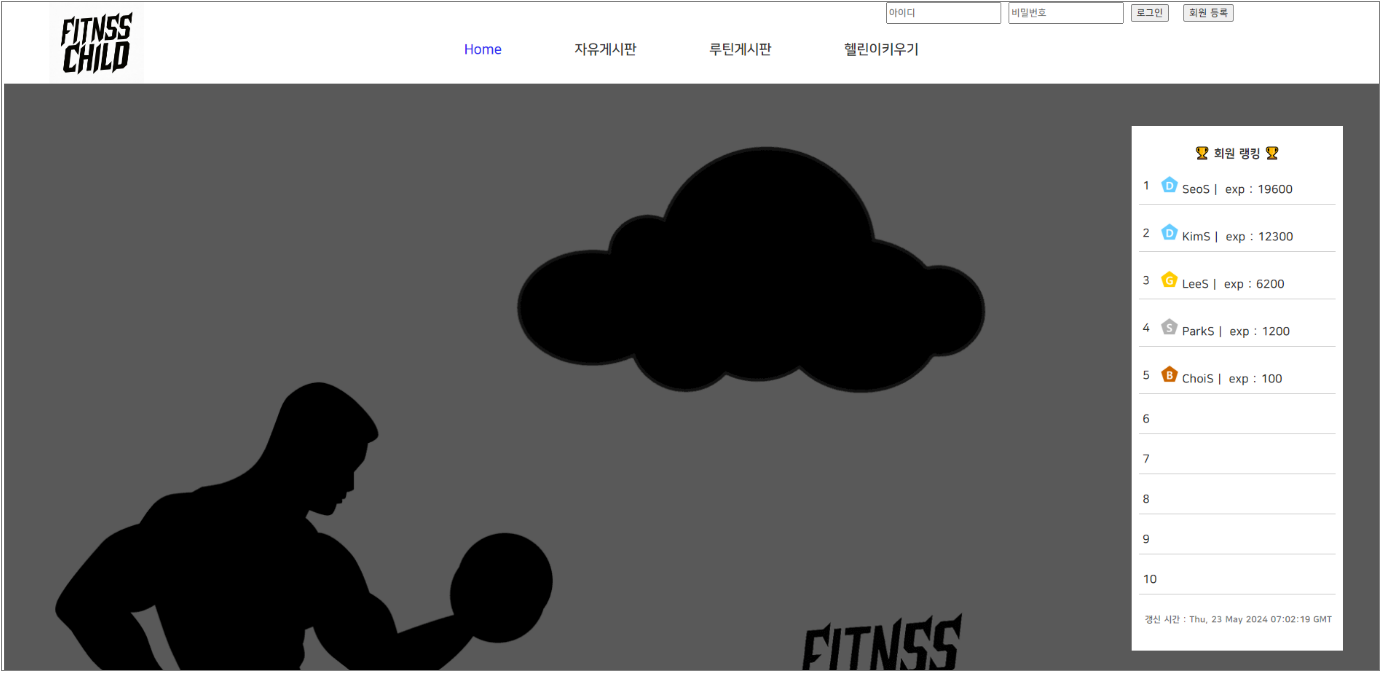 FITNSS
CHILD
아이디 비밀번호 로그인 회원 등록
Home 자유게시판 루틴게시판 헬린이키우기
🏆 회원 랭킹 🏆
1 D SeoS | exp : 19600
2 D KimS | exp : 12300
3 G LeeS | exp : 6200
4 S ParkS | exp : 1200
5 B ChoiS | exp : 100
6
7
8
9
10
갱신 시간 : Thu, 23 May 2024 07:02:19 GMT
FITNSS